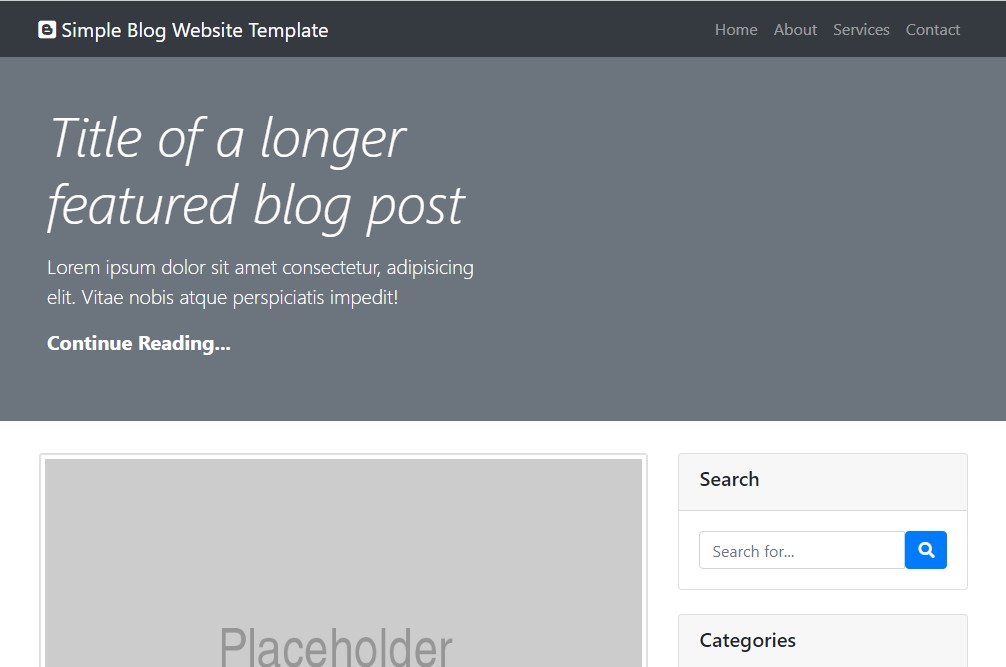 Simple Blog Website Template
Home About Services Contact
Title of a longer
featured blog post
Lorem ipsum dolor sit amet consectetur, adipisicing
elit. Vitae nobis atque perspiciatis impedit!
Continue Reading...
Placeholder
Search
Search for...
Categories